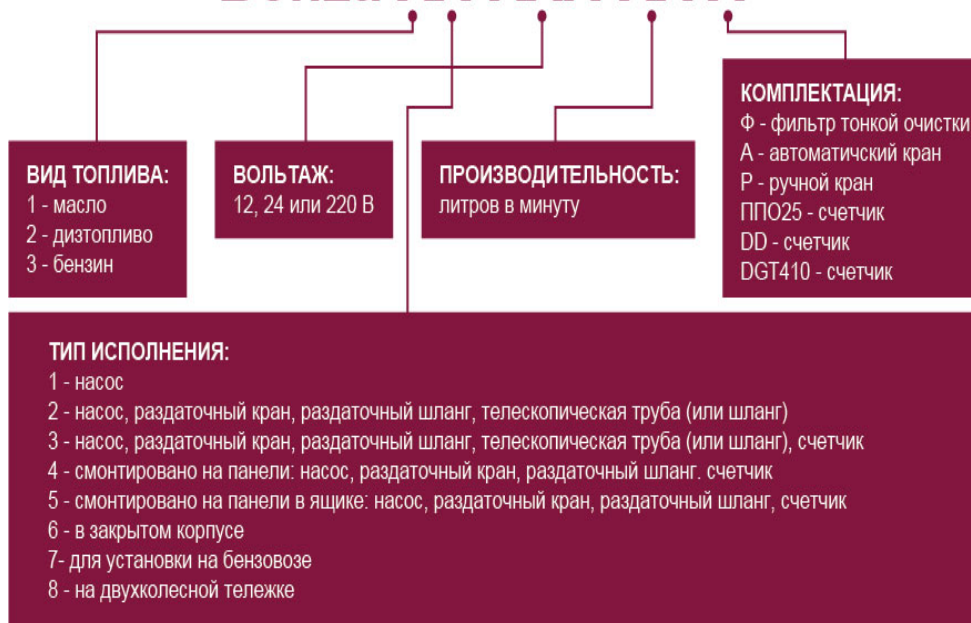 КОМПЛЕКТАЦИЯ:
Ф - фильтр тонкой очистки
А - автоматичский кран
Р - ручной кран
ППО25 - счетчик
DD - счетчик
DGT410 - счетчик
ВИД ТОПЛИВА:
1 - масло
2 - дизтопливо
3 - бензин
ВОЛЬТАЖ:
12, 24 или 220 В
ПРОИЗВОДИТЕЛЬНОСТЬ:
литров в минуту
ТИП ИСПОЛНЕНИЯ:
1 - насос
2 - насос, раздаточный кран, раздаточный шланг, телескопическая труба (или шланг)
3 - насос, раздаточный кран, раздаточный шланг, телескопическая труба (или шланг), счетчик
4 - смонтировано на панели: насос, раздаточный кран, раздаточный шланг. счетчик
5 - смонтировано на панели в ящике: насос, раздаточный кран, раздаточный шланг, счетчик
6 - в закрытом корпусе
7- для установки на бензовозе
8 - на двухколесной тележке